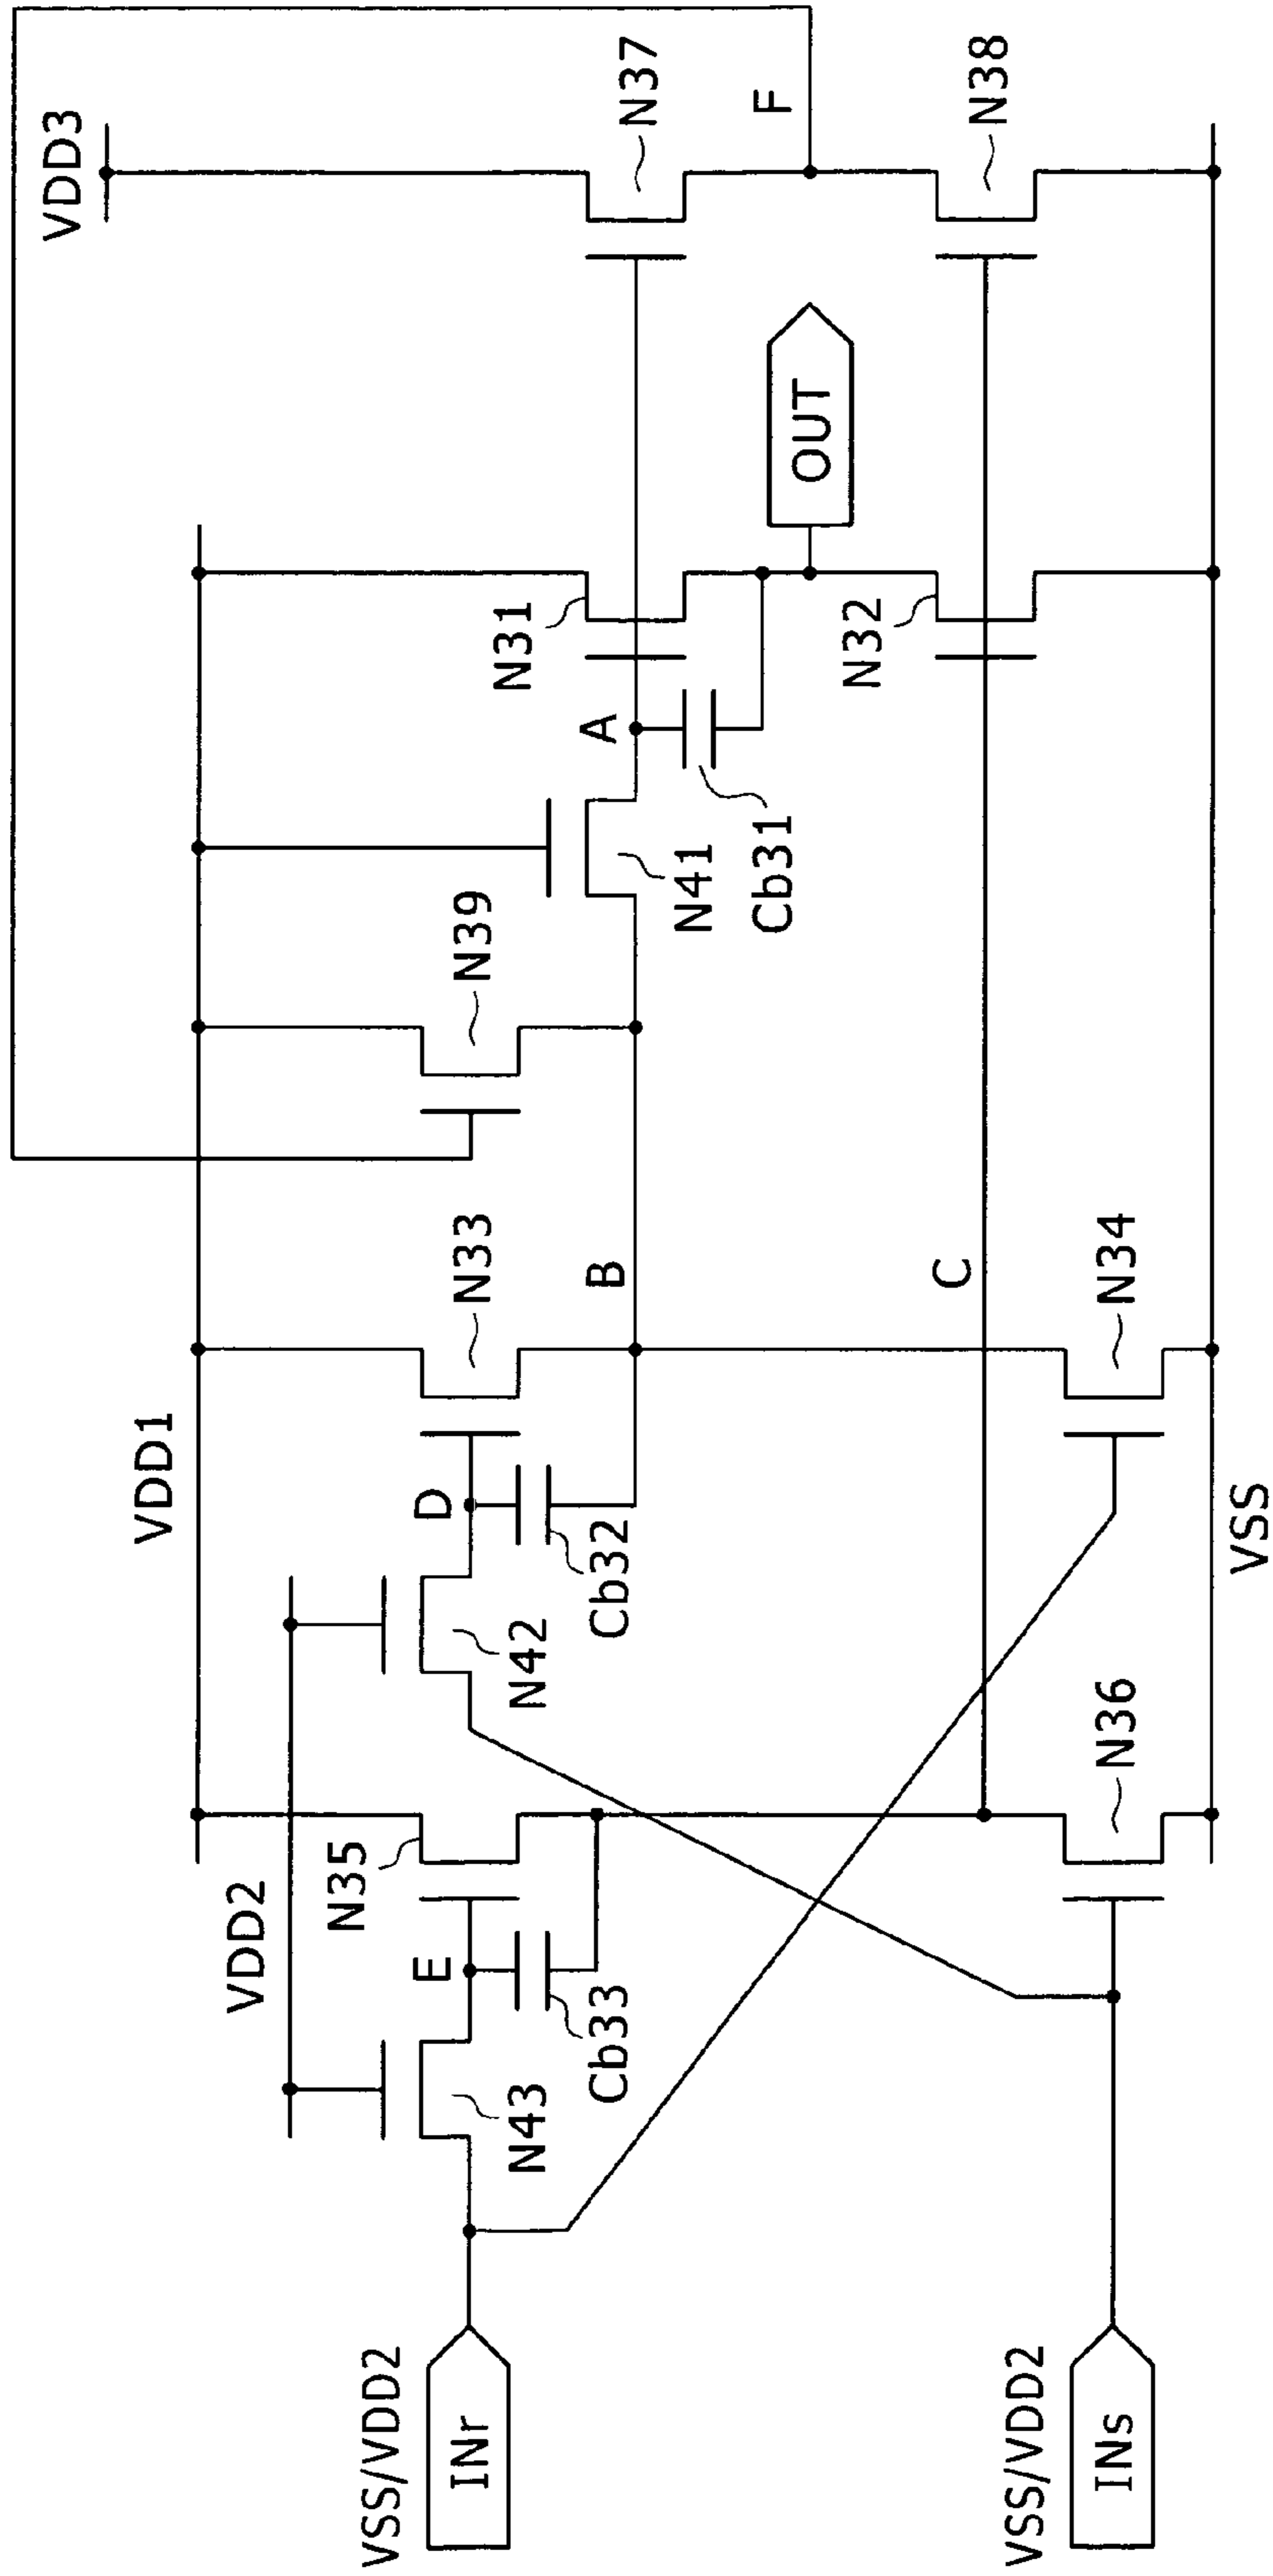 VDD3
VDD1
VDD2
N37
F
N38
OUT
N31
N32
A
Cb31
N41
N39
N33
B
C
N34
D
Cb32
N42
VSS
N35
N36
E
Cb33
N43
VSS/VDD2
INr
VSS/VDD2
INs